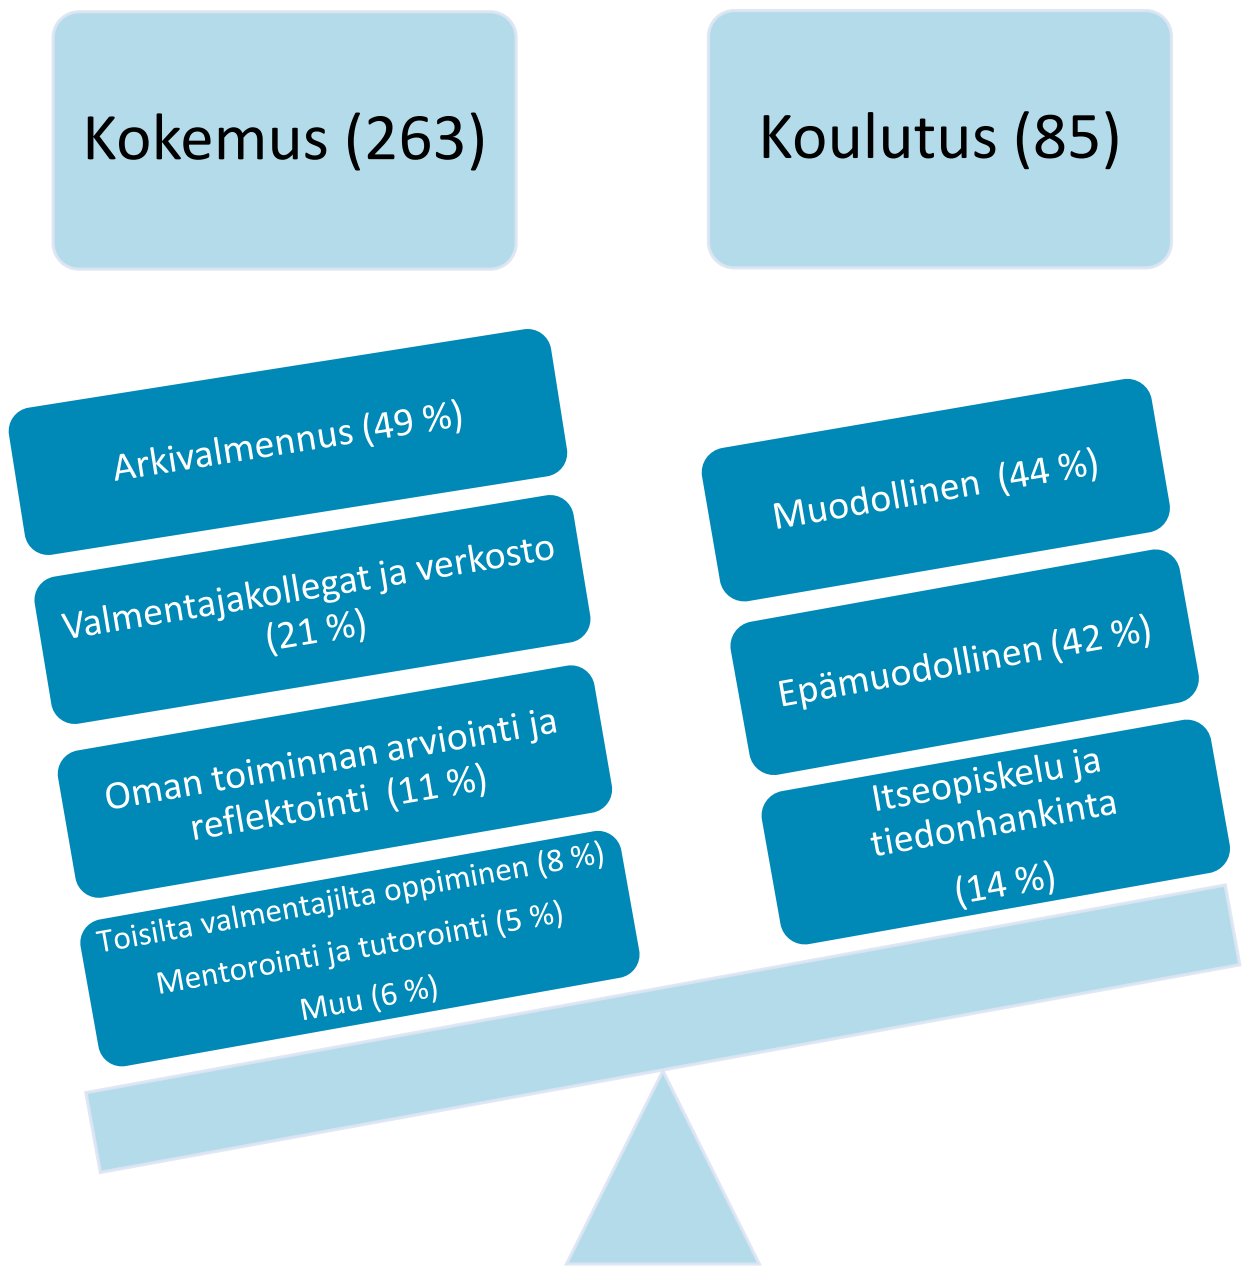 Kokemus (263)
Koulutus (85)
Arkivalmennus (49 %)
Valmentajakollegat ja verkosto
(21 %)
Oman toiminnan arviointi ja
reflektointi (11 %)
Toisilta valmentajilta oppiminen (8 %)
Mentorointi ja tutorointi (5 %)
Muu (6 %)
Muodollinen (44 %)
Epämuodollinen (42 %)
Itseopiskelu ja
tiedonhankinta
(14 %)